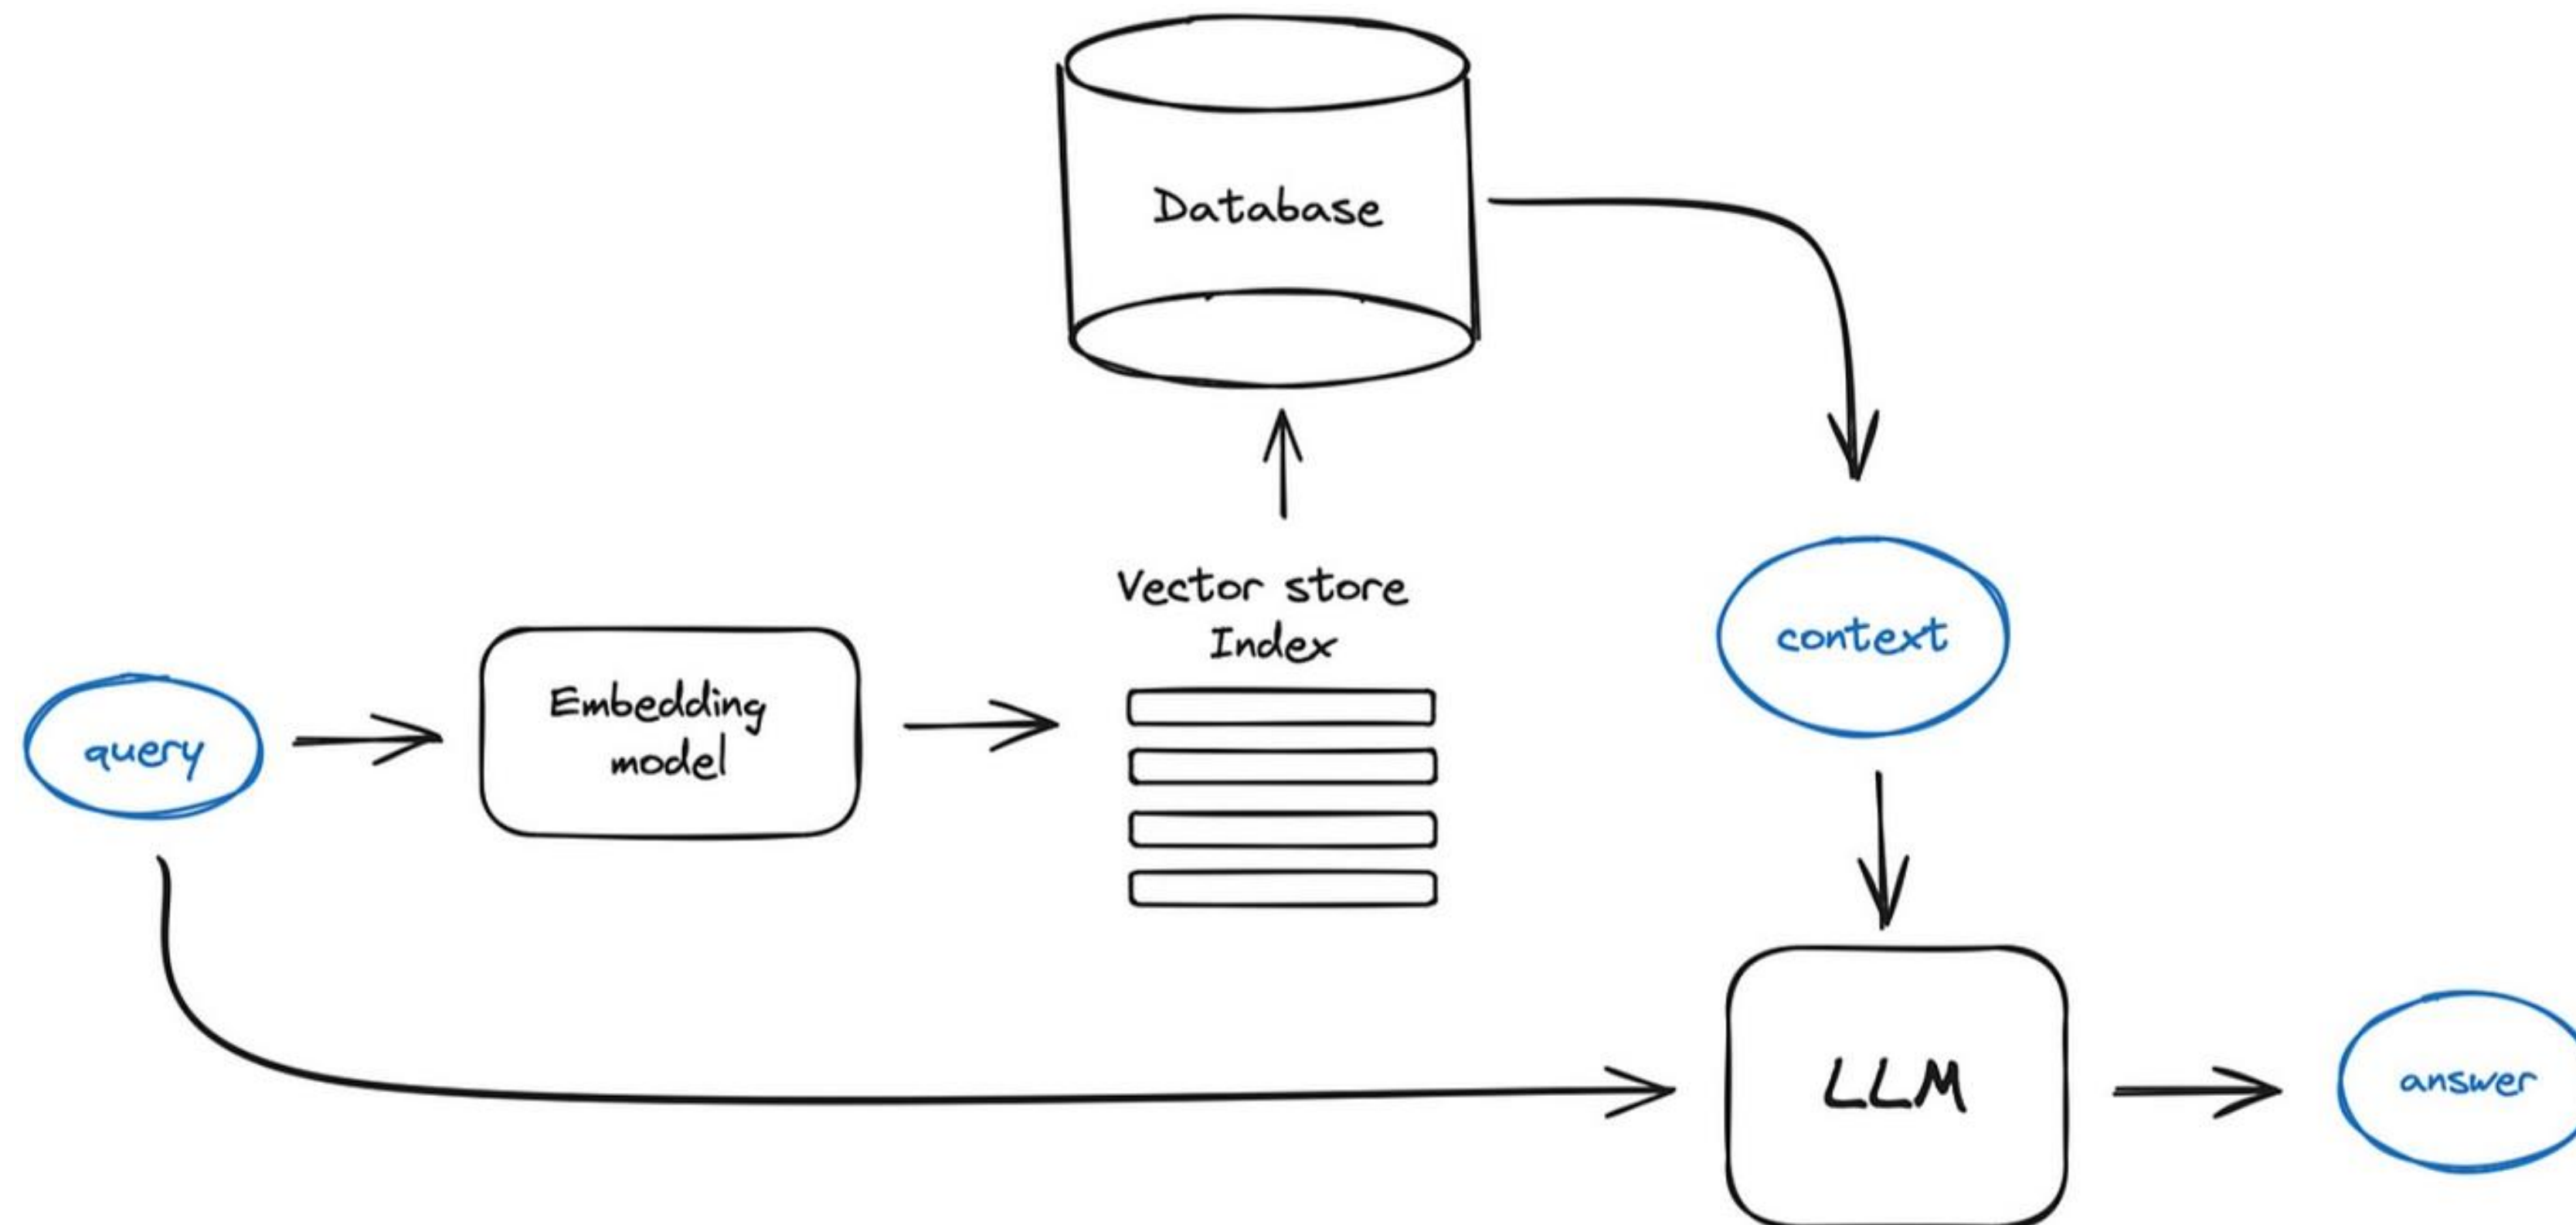 Database
Vector store
Index
context
Embedding
model
query
LLM
answer